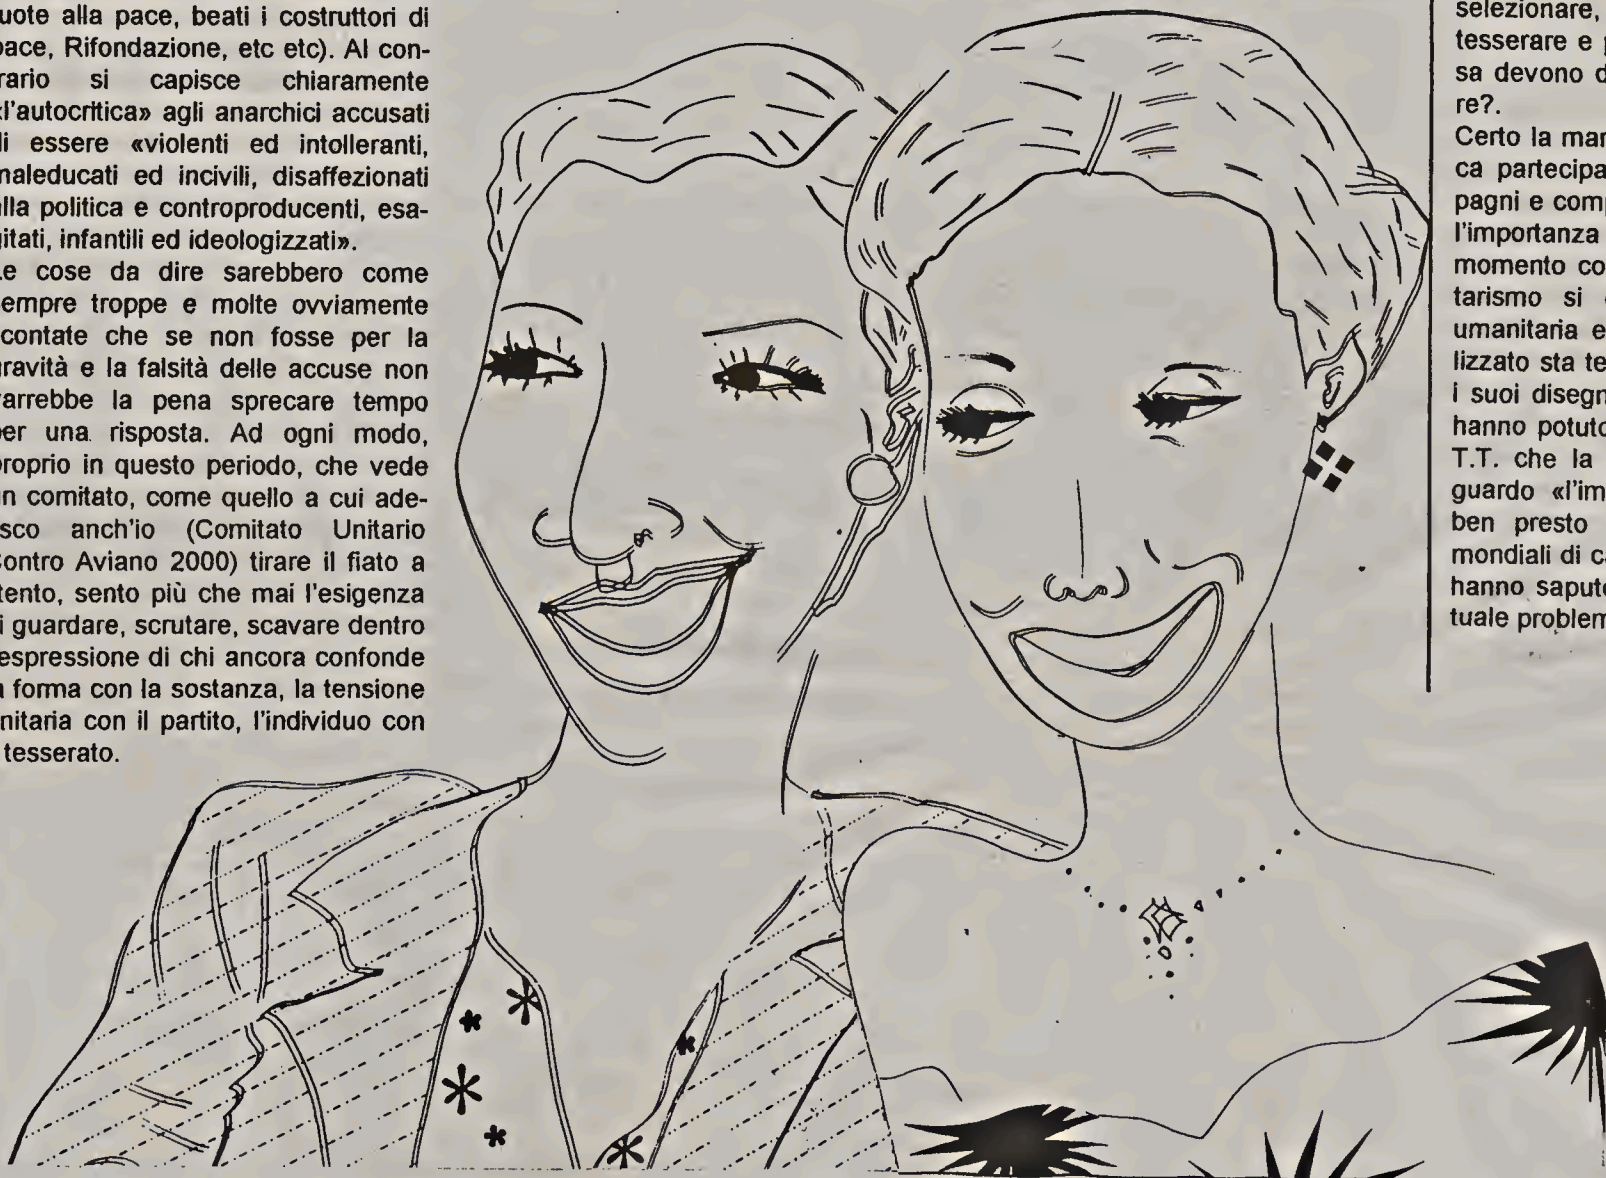 uote alla pace, beati i costruttori di
pace, Rifondazione, etc etc). Al con-
rario si capisce chiaramente
«l'autocritica» agli anarchici accusati
di essere «violenti ed intolleranti,
maleducati ed incivili, disaffezionati
alla politica e controproducenti, esa-
gitati, infantili ed ideologizzati».
Le cose da dire sarebbero come
sempre troppe e molte ovviamente
scontate che se non fosse per la
gravità e la falsità delle accuse non
varrebbe la pena sprecare tempo
per una risposta. Ad ogni modo,
proprio in questo periodo, che vede
un comitato, come quello a cui ade-
isco anch'io (Comitato Unitario
Contro Aviano 2000) tirare il fiato a
stento, sento più che mai l'esigenza
di guardare, scrutare, scavare dentro
'espressione di chi ancora confonde
a forma con la sostanza, la tensione
nitaria con il partito, l'individuo con
l tesserato.
selezionare,
tesserare e p
sa devono d
re?.
Certo la man
ca partecipa
pagni e comp
l'importanza
momento co
tarismo si
umanitaria e
lizzato sta te
i suoi disegn
hanno potuto
T.T. che la
guardo «l'im
ben presto
mondiali di ca
hanno sapute
tuale problem